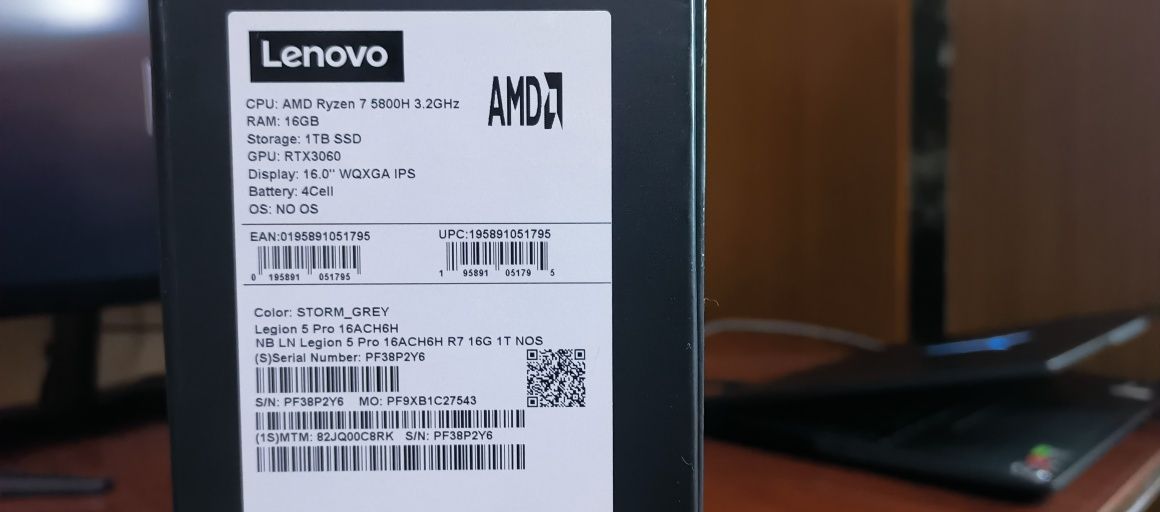 Lenovo
AMD
CPU: AMD Ryzen 7 5800H 3.2GHz
RAM: 16GB
Storage: 1TB SSD
GPU: RTX3060
Display: 16.0'' WQXGA IPS
Battery: 4Cell
OS: NO OS
EAN:0195891051795 UPC:195891051795
0 195891 051795 1 95891 05179 5
Color: STORM_GREY
Legion 5 Pro 16ACH6H
NB LN Legion 5 Pro 16ACH6H R7 16G 1T NOS
(S)Serial Number: PF38P2Y6
S/N: PF38P2Y6 MO: PF9XB1C27543
(1S)MTM: 82JQ00C8RK S/N: PF38P2Y6